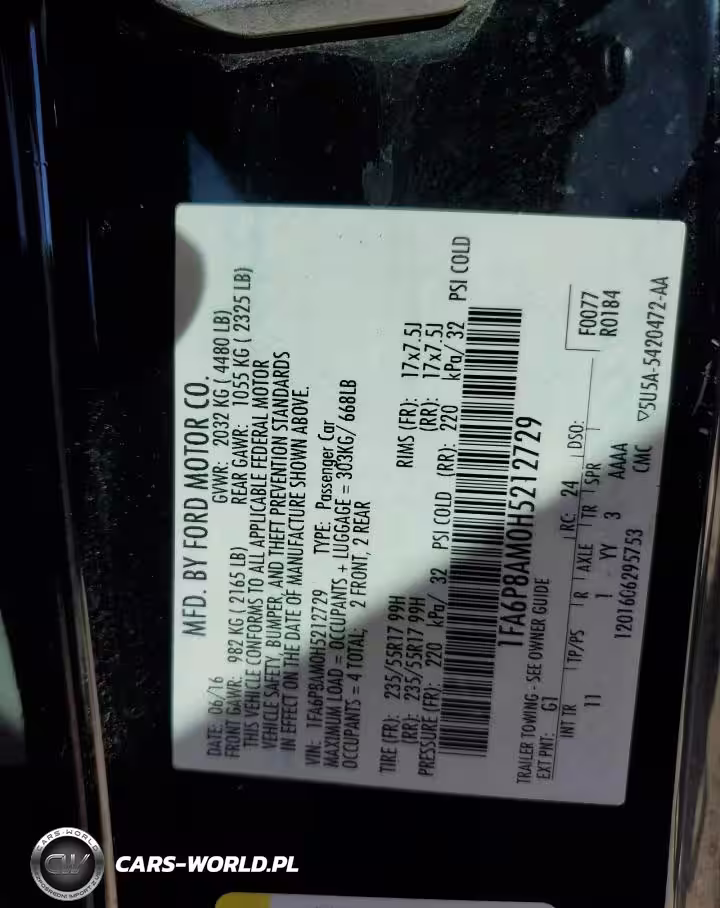 MFD. BY FORD MOTOR CO.
DATE: 06/16 GVWR: 2032 KG ( 4480 LB)
FRONT GAWR: 982 KG ( 2165 LB) REAR GAWR: 1055 KG ( 2325 LB)
THIS VEHICLE CONFORMS TO ALL APPLICABLE FEDERAL MOTOR
VEHICLE SAFETY, BUMPER, AND THEFT PREVENTION STANDARDS
IN EFFECT ON THE DATE OF MANUFACTURE SHOWN ABOVE.
VIN: 1FA6P8AM0H5212729 TYPE: Passenger Car
MAXIMUM LOAD = OCCUPANTS + LUGGAGE = 303KG/ 668LB
OCCUPANTS = 4 TOTAL; 2 FRONT, 2 REAR
TIRE (FR): 235/55R17 99H RIMS (FR): 17x7.5J
(RR): 235/55R17 99H (RR): 17x7.5J
PRESSURE (FR): 220 kPa/ 32 PSI COLD (RR): 220 kPa/ 32 PSI COLD
1FA6P8AM0H5212729
TRAILER TOWING - SEE OWNER GUIDE
EXT PNT: G1 RC: 24 DSO: F0077
R0184
INT TR TP/PS R AXLE TR SPR
11 1 YY 3 AAAA
1201606295753 CMC ▽5U5A-5420472-AA
CARS-WORLD
CW
CARS-WORLD.PL